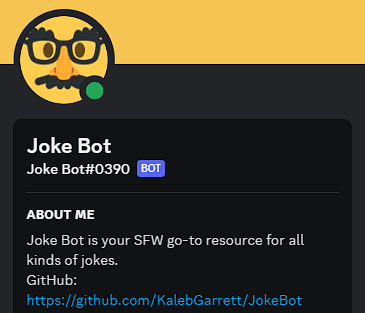 Joke Bot
Joke Bot#0390 BOT
ABOUT ME
Joke Bot is your SFW go-to resource for all
kinds of jokes.
GitHub:
https://github.com/KalebGarrett/JokeBot